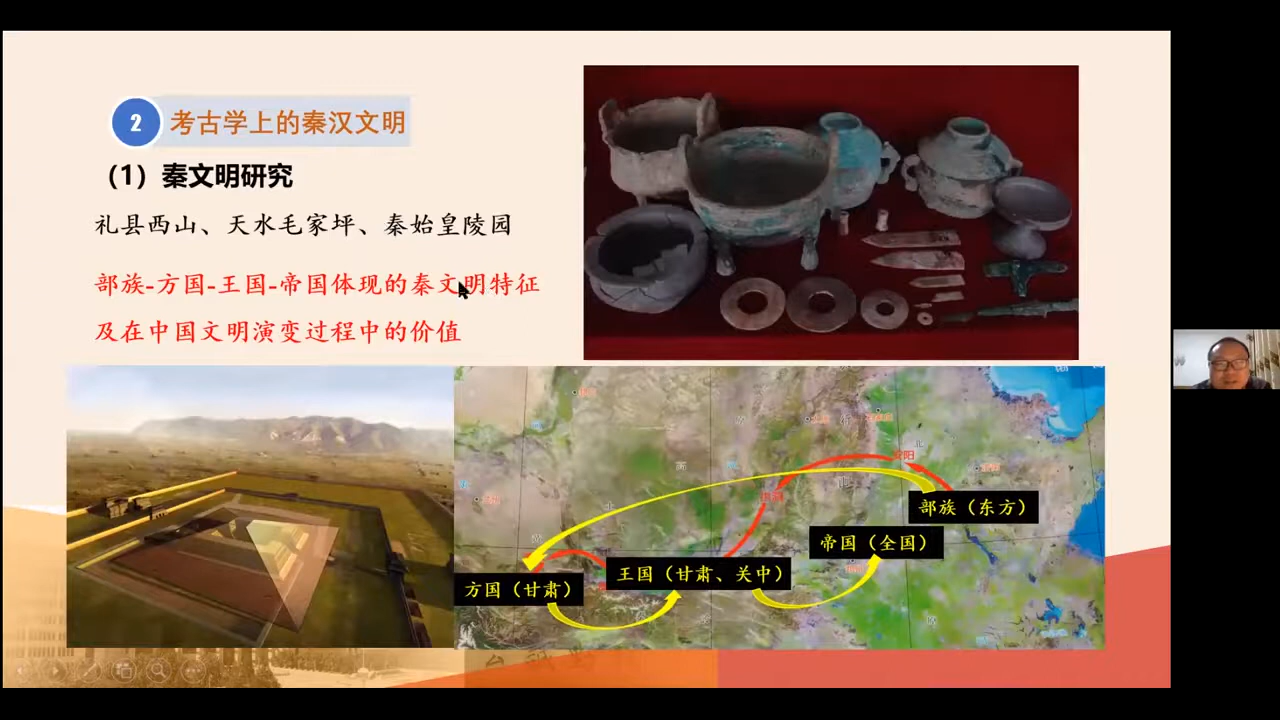 2
考古学上的秦汉文明
（1）秦文明研究
礼县西山、天水毛家坪、秦始皇陵园
部族-方国-王国-帝国体现的秦文明特征
及在中国文明演变过程中的价值
部族（东方）
帝国（全国）
王国（甘肃、关中）
方国（甘肃）